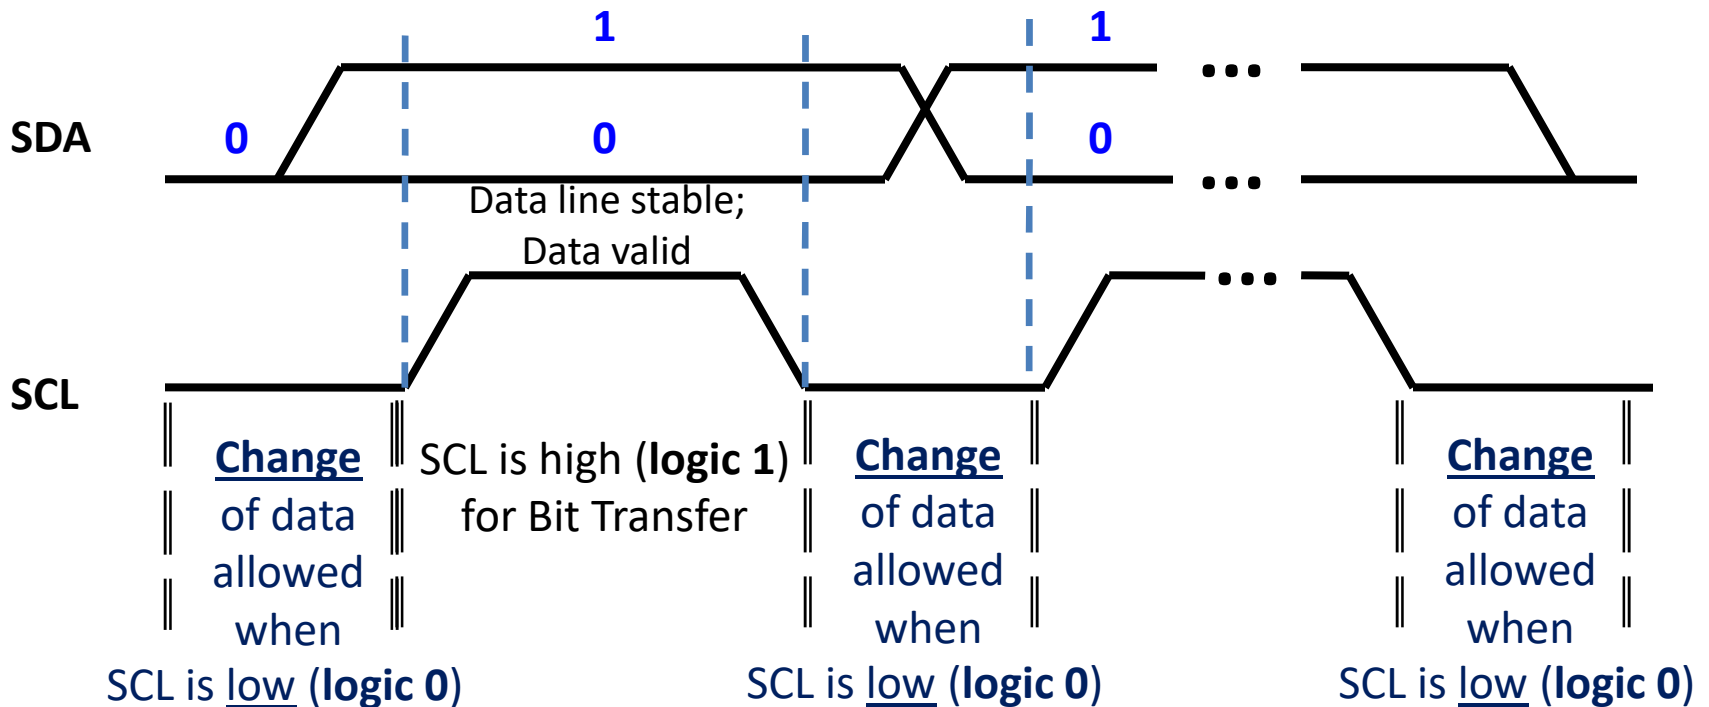 1
1
...
SDA
0
0
0
...
Data line stable;
Data valid
...
SCL
Change
of data
allowed
when
SCL is low (logic 0)
SCL is high (logic 1)
for Bit Transfer
Change
of data
allowed
when
SCL is low (logic 0)
Change
of data
allowed
when
SCL is low (logic 0)